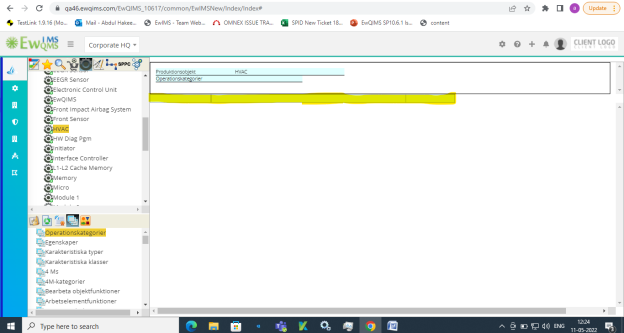 qa46.ewqims.com/EwQIMS_10617/common/EwIMSNew/Index/Index#
Update
TestLink 1.9.16 (Mo...
Mail - Abdul Hakee...
EwIMS - Team Web...
OMNEX ISSUE TRA...
SPID New Ticket 18...
EwQIMS SP10.6.1 is...
content
EwQIMS
Corporate HQ
CLIENT LOGO
SPPC
EEGR Sensor
Electronic Control Unit
EwQIMS
Front Impact Airbag System
Front Sensor
HVAC
HW Diag Pgm
Initiator
Interface Controller
L1-L2 Cache Memory
Memory
Micro
Module 1
Produktionsobjekt HVAC
Operationskategorier
Operationskategorier
Egenskaper
Karakteristiska typer
Karakteristiska klasser
4 Ms
4M-kategorier
Bearbeta objektfunktioner
Arbetselementfunktioner
Type here to search
ENG
12:24
11-05-2022